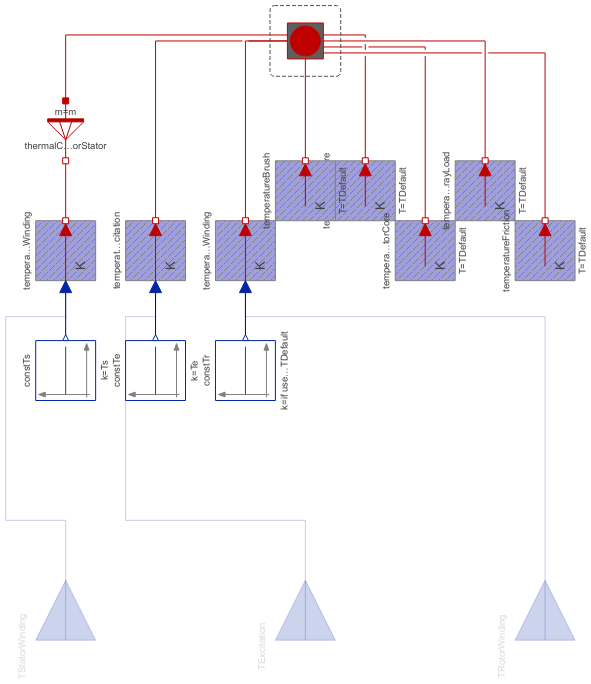 m=m
thermalC...orStator
temperatureBrush
re
tempera...rayLoad
T=TDefault
T=TDefault
T=TDefault
tempera...Winding
temperat...citation
tempera...Winding
te
tempera...torCore
temperatureFriction
T=TDefault
T=TDefault
K
K
K
K
K
K
K
K
constTs
k=Ts
constTe
k=Te
constTr
k=if use...TDefault
TStatorWinding
TExcitation
TRotorWinding